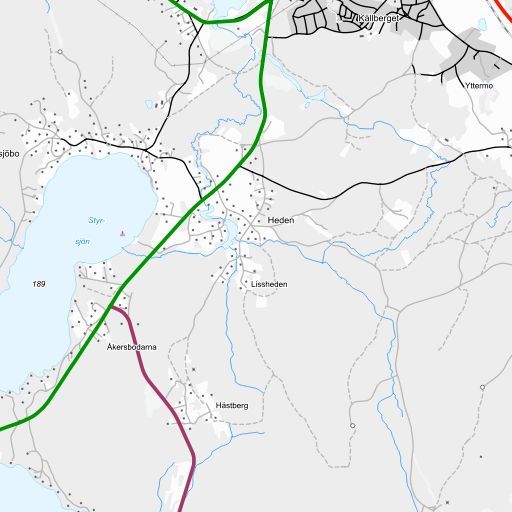 Källberget
Yttermo
sjöbo
Styr-
sjön
Heden
189
Lissheden
Åkersbodarna
Hästberg